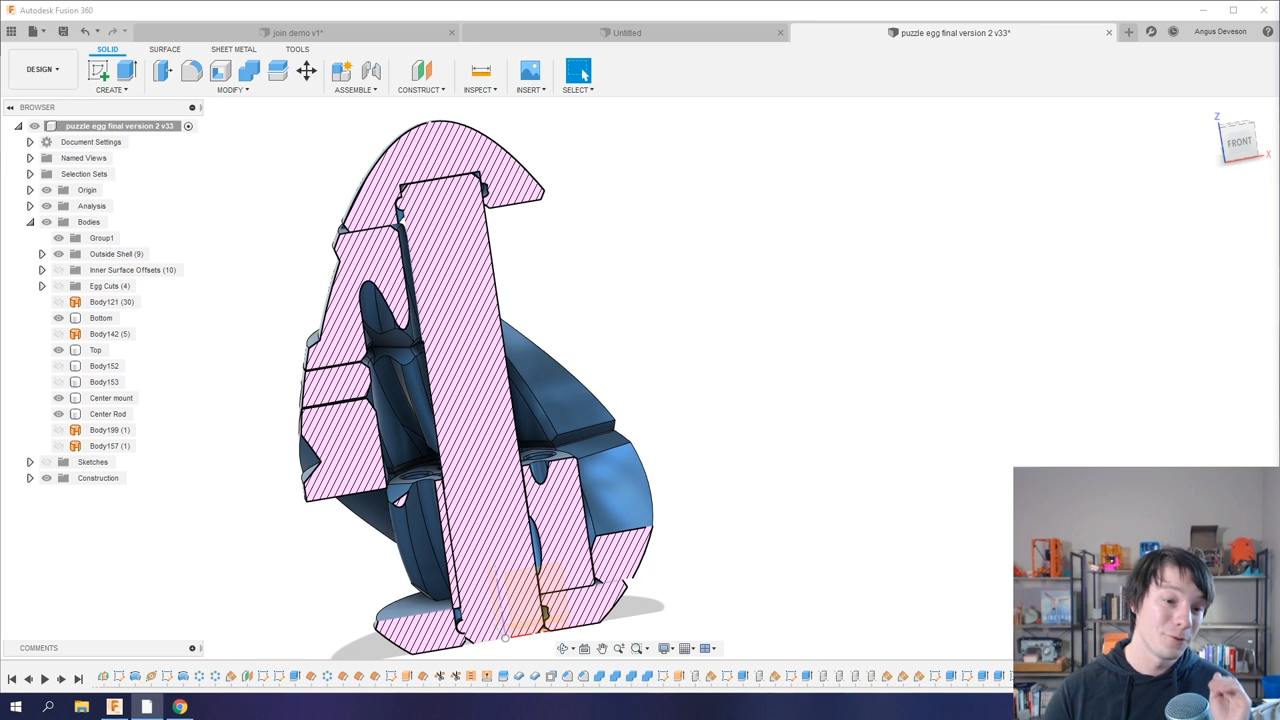 Autodesk Fusion 360
join demo v1*
Untitled
puzzle egg final version 2 v33*
Angus Deveson
DESIGN
SOLID
SURFACE
SHEET METAL
TOOLS
CREATE
MODIFY
ASSEMBLE
CONSTRUCT
INSPECT
INSERT
SELECT
BROWSER
puzzle egg final version 2 v33
Document Settings
Named Views
Selection Sets
Origin
Analysis
Bodies
Group1
Outside Shell (9)
Inner Surface Offsets (10)
Egg Cuts (4)
Body121 (30)
Bottom
Body142 (5)
Top
Body152
Body153
Center mount
Center Rod
Body199 (1)
Body157 (1)
Sketches
Construction
Z
FRONT
X
COMMENTS